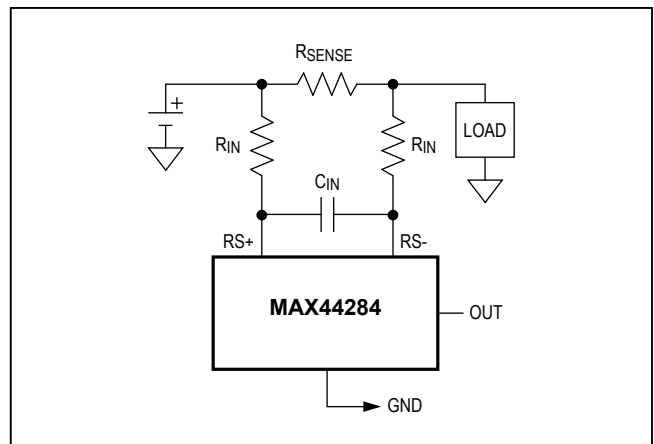 RSENSE
+
RIN
RIN
LOAD
CIN
RS+
RS-
MAX44284
OUT
GND